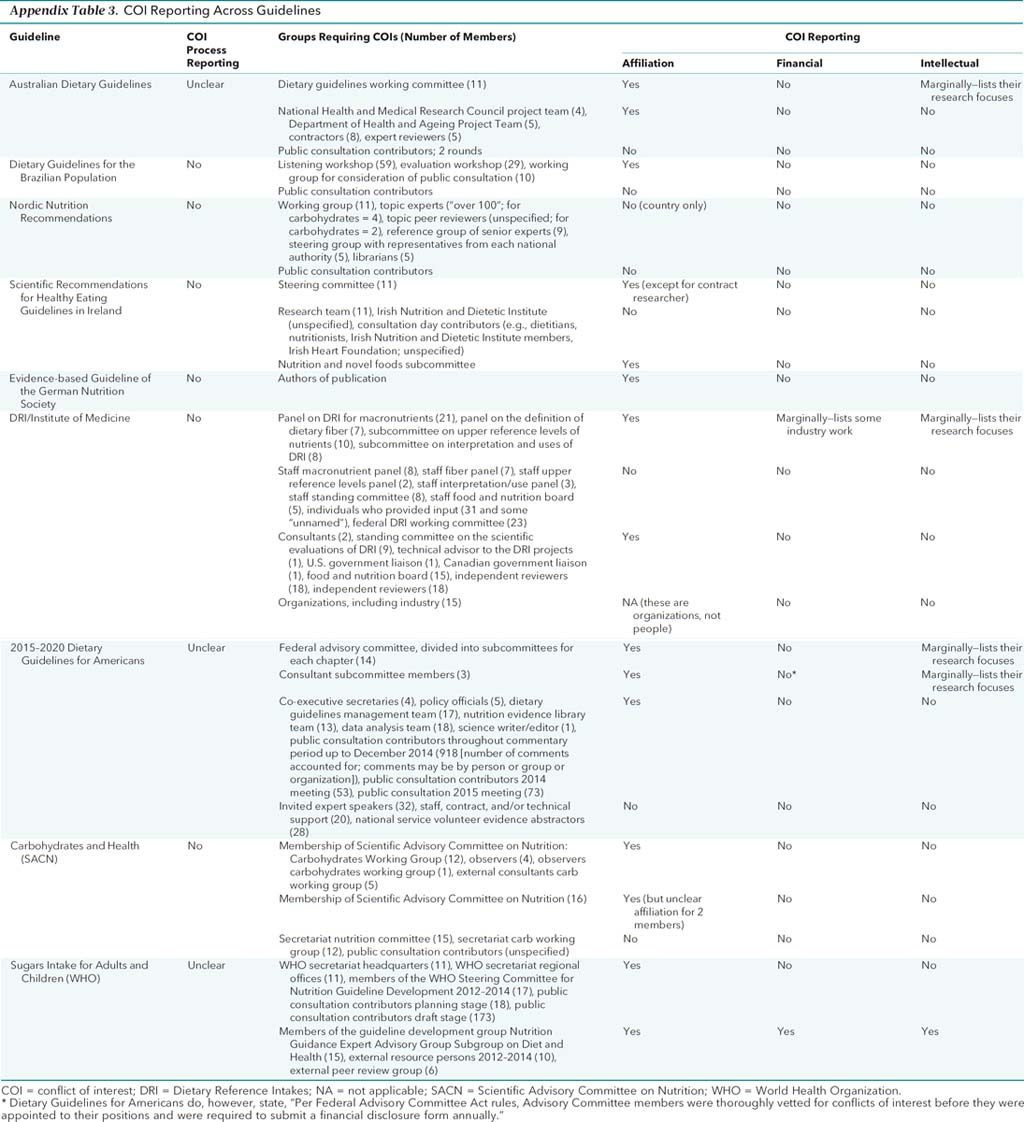 Appendix Table 3. COI Reporting Across Guidelines
Guideline
COI
Process
Reporting
Groups Requiring COIs (Number of Members)
COI Reporting
Affiliation
Financial
Intellectual
Australian Dietary Guidelines
Unclear
Dietary guidelines working committee (11)
Yes
No
Marginally—lists their
research focuses
National Health and Medical Research Council project team (4),
Department of Health and Ageing Project Team (5),
contractors (8), expert reviewers (5)
Yes
No
No
Public consultation contributors; 2 rounds
No
No
No
Dietary Guidelines for the
Brazilian Population
No
Listening workshop (59), evaluation workshop (29), working
group for consideration of public consultation (10)
Yes
No
No
Public consultation contributors
No
No
No
Nordic Nutrition
Recommendations
No
Working group (11), topic experts ("over 100"; for
carbohydrates = 4), topic peer reviewers (unspecified; for
carbohydrates = 2), reference group of senior experts (9),
steering group with representatives from each national
authority (5), librarians (5)
No (country only)
No
No
Public consultation contributors
No
No
No
Scientific Recommendations
for Healthy Eating
Guidelines in Ireland
No
Steering committee (11)
Yes (except for contract
researcher)
No
No
Research team (11), Irish Nutrition and Dietetic Institute
(unspecified), consultation day contributors (e.g., dietitians,
nutritionists, Irish Nutrition and Dietetic Institute members,
Irish Heart Foundation; unspecified)
No
No
No
Nutrition and novel foods subcommittee
Yes
No
No
Evidence-based Guideline of
the German Nutrition
Society
No
Authors of publication
Yes
No
No
DRI/Institute of Medicine
No
Panel on DRI for macronutrients (21), panel on the definition of
dietary fiber (7), subcommittee on upper reference levels of
nutrients (10), subcommittee on interpretation and uses of
DRI (8)
Yes
Marginally—lists some
industry work
Marginally—lists their
research focuses
Staff macronutrient panel (8), staff fiber panel (7), staff upper
reference levels panel (2), staff interpretation/use panel (3),
staff standing committee (8), staff food and nutrition board
(5), individuals who provided input (31 and some
"unnamed"), federal DRI working committee (23)
No
No
No
Consultants (2), standing committee on the scientific
evaluations of DRI (9), technical advisor to the DRI projects
(1), U.S. government liaison (1), Canadian government liaison
(1), food and nutrition board (15), independent reviewers
(18), independent reviewers (18)
Yes
No
No
Organizations, including industry (15)
NA (these are
organizations, not
people)
No
No
2015–2020 Dietary
Guidelines for Americans
Unclear
Federal advisory committee, divided into subcommittees for
each chapter (14)
Yes
No
Marginally—lists their
research focuses
Consultant subcommittee members (3)
Yes
No*
Marginally—lists their
research focuses
Co-executive secretaries (4), policy officials (5), dietary
guidelines management team (17), nutrition evidence library
team (13), data analysis team (18), science writer/editor (1),
public consultation contributors throughout commentary
period up to December 2014 (918 [number of comments
accounted for; comments may be by person or group or
organization]), public consultation contributors 2014
meeting (53), public consultation 2015 meeting (73)
Yes
No
No
Invited expert speakers (32), staff, contract, and/or technical
support (20), national service volunteer evidence abstractors
(28)
No
No
No
Carbohydrates and Health
(SACN)
No
Membership of Scientific Advisory Committee on Nutrition:
Carbohydrates Working Group (12), observers (4), observers
carbohydrates working group (1), external consultants carb
working group (5)
Yes
No
No
Membership of Scientific Advisory Committee on Nutrition (16)
Yes (but unclear
affiliation for 2
members)
No
No
Secretariat nutrition committee (15), secretariat carb working
group (12), public consultation contributors (unspecified)
No
No
No
Sugars Intake for Adults and
Children (WHO)
Unclear
WHO secretariat headquarters (11), WHO secretariat regional
offices (11), members of the WHO Steering Committee for
Nutrition Guideline Development 2012–2014 (17), public
consultation contributors planning stage (18), public
consultation contributors draft stage (173)
Yes
No
No
Members of the guideline development group Nutrition
Guidance Expert Advisory Group Subgroup on Diet and
Health (15), external resource persons 2012–2014 (10),
external peer review group (6)
Yes
Yes
Yes
COI = conflict of interest; DRI = Dietary Reference Intakes; NA = not applicable; SACN = Scientific Advisory Committee on Nutrition; WHO = World Health Organization.
* Dietary Guidelines for Americans do, however, state, "Per Federal Advisory Committee Act rules, Advisory Committee members were thoroughly vetted for conflicts of interest before they were
appointed to their positions and were required to submit a financial disclosure form annually."